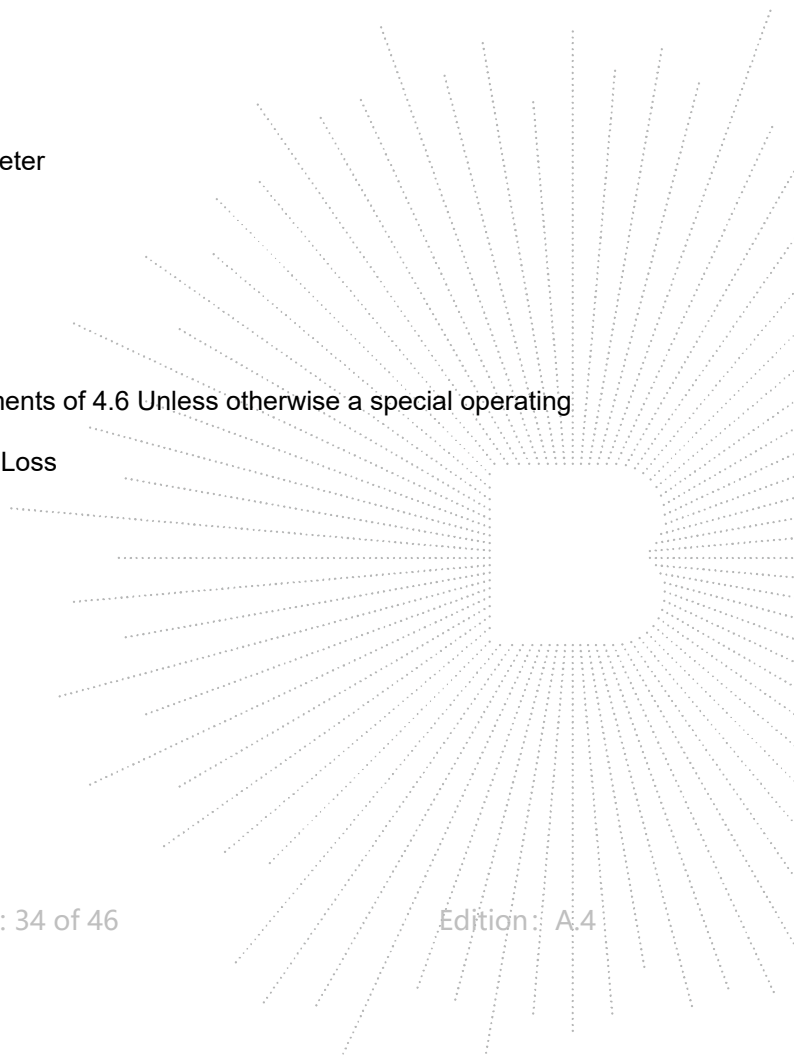 eter
nents of 4.6 Unless otherwise a special operating
Loss
: 34 of 46 Edition: A.4